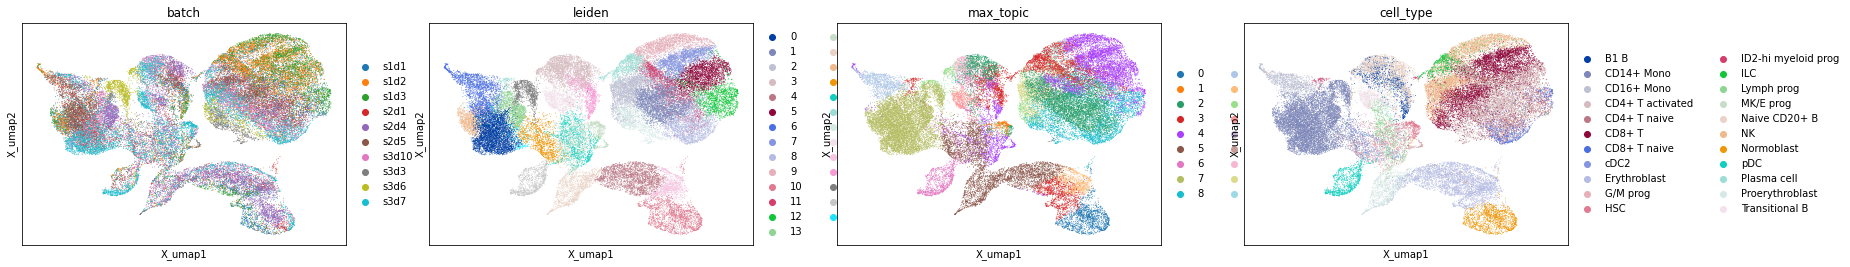 batch
X_umap2
X_umap1
s1d1
s1d2
s1d3
s2d1
s2d4
s2d5
s3d10
s3d3
s3d6
s3d7
leiden
X_umap2
X_umap1
0
1
2
3
4
5
6
7
8
9
10
11
12
13
max_topic
X_umap1
0
1
2
3
4
5
6
7
8
cell_type
X_umap2
X_umap1
B1 B
CD14+ Mono
CD16+ Mono
CD4+ T activated
CD4+ T naive
CD8+ T
CD8+ T naive
cDC2
Erythroblast
G/M prog
HSC
ID2-hi myeloid prog
ILC
Lymph prog
MK/E prog
Naive CD20+ B
NK
Normoblast
pDC
Plasma cell
Proerythroblast
Transitional B